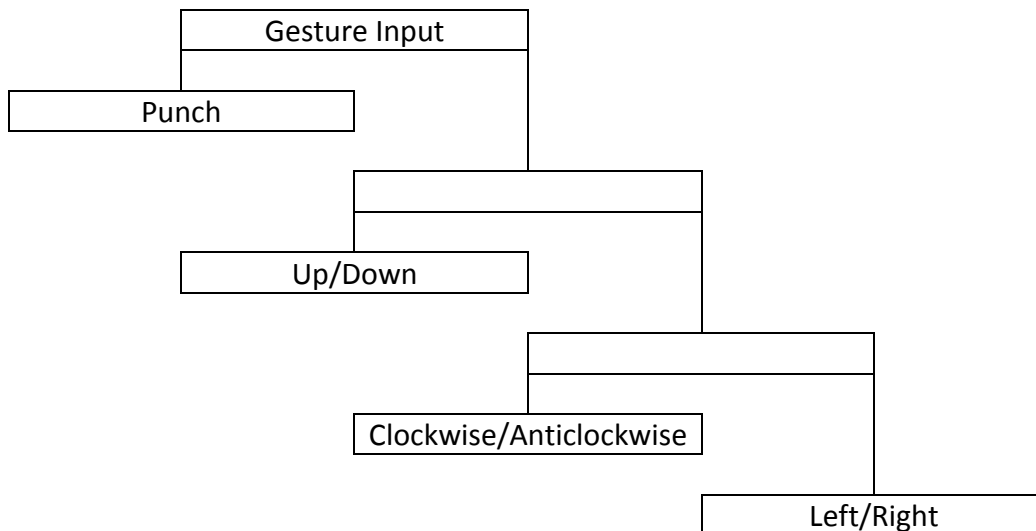 Gesture Input
Punch
Up/Down
Clockwise/Anticlockwise
Left/Right